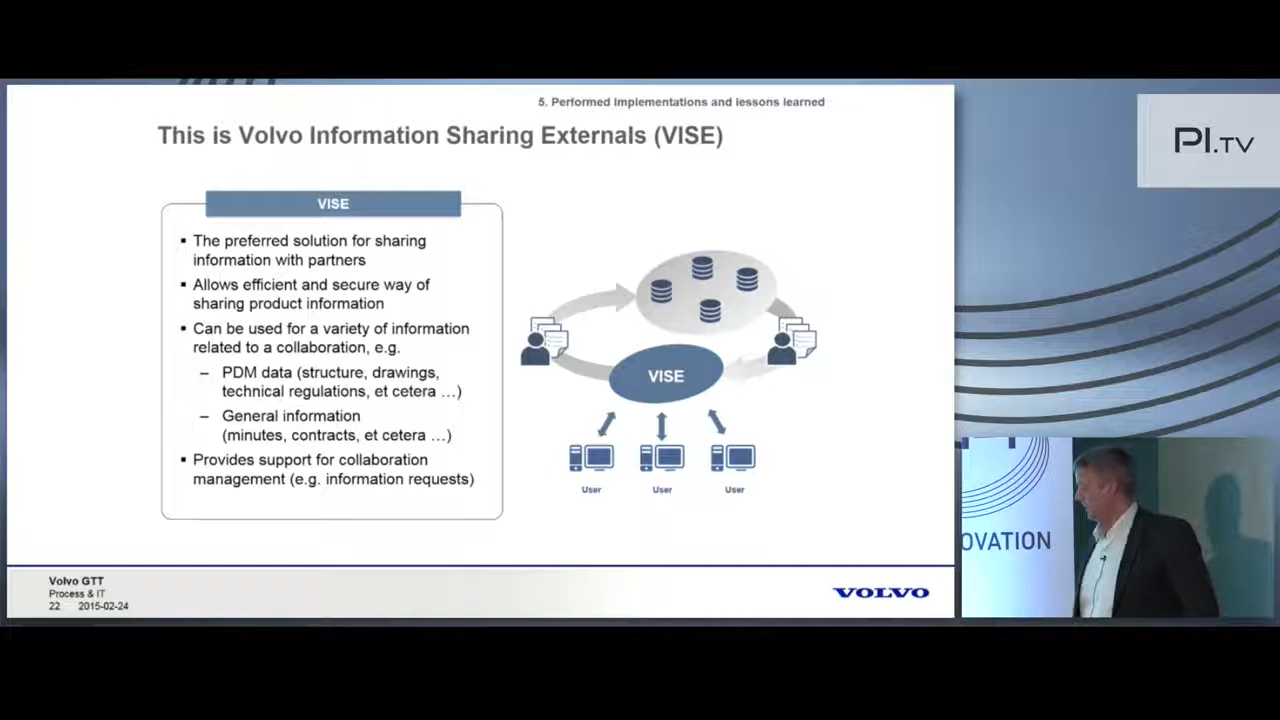 5. Performed Implementations and lessons learned
This is Volvo Information Sharing Externals (VISE)
PI.TV
VISE
▪ The preferred solution for sharing
information with partners
▪ Allows efficient and secure way of
sharing product information
▪ Can be used for a variety of information
related to a collaboration, e.g.
– PDM data (structure, drawings,
technical regulations, et cetera …)
– General information
(minutes, contracts, et cetera …)
▪ Provides support for collaboration
management (e.g. information requests)
VISE
User
User
User
OVATION
Volvo GTT
Process & IT
22 2015-02-24
VOLVO